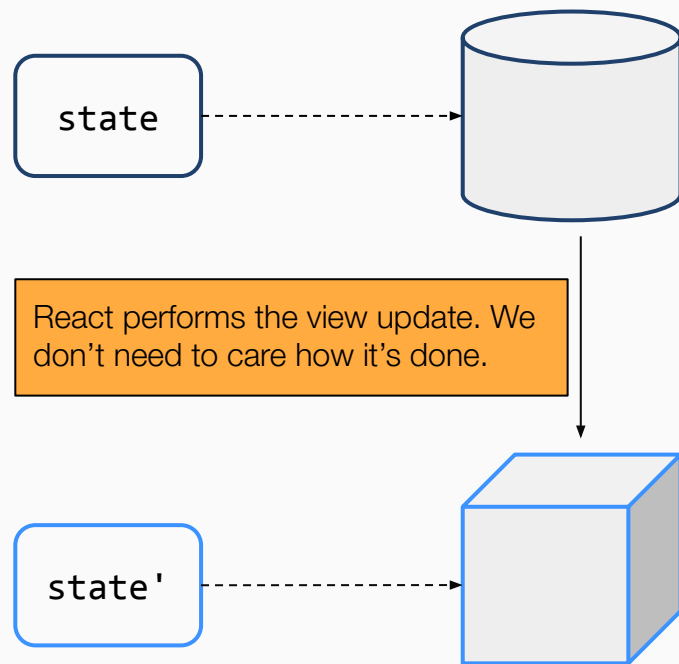 state
React performs the view update. We
don’t need to care how it’s done.
state'